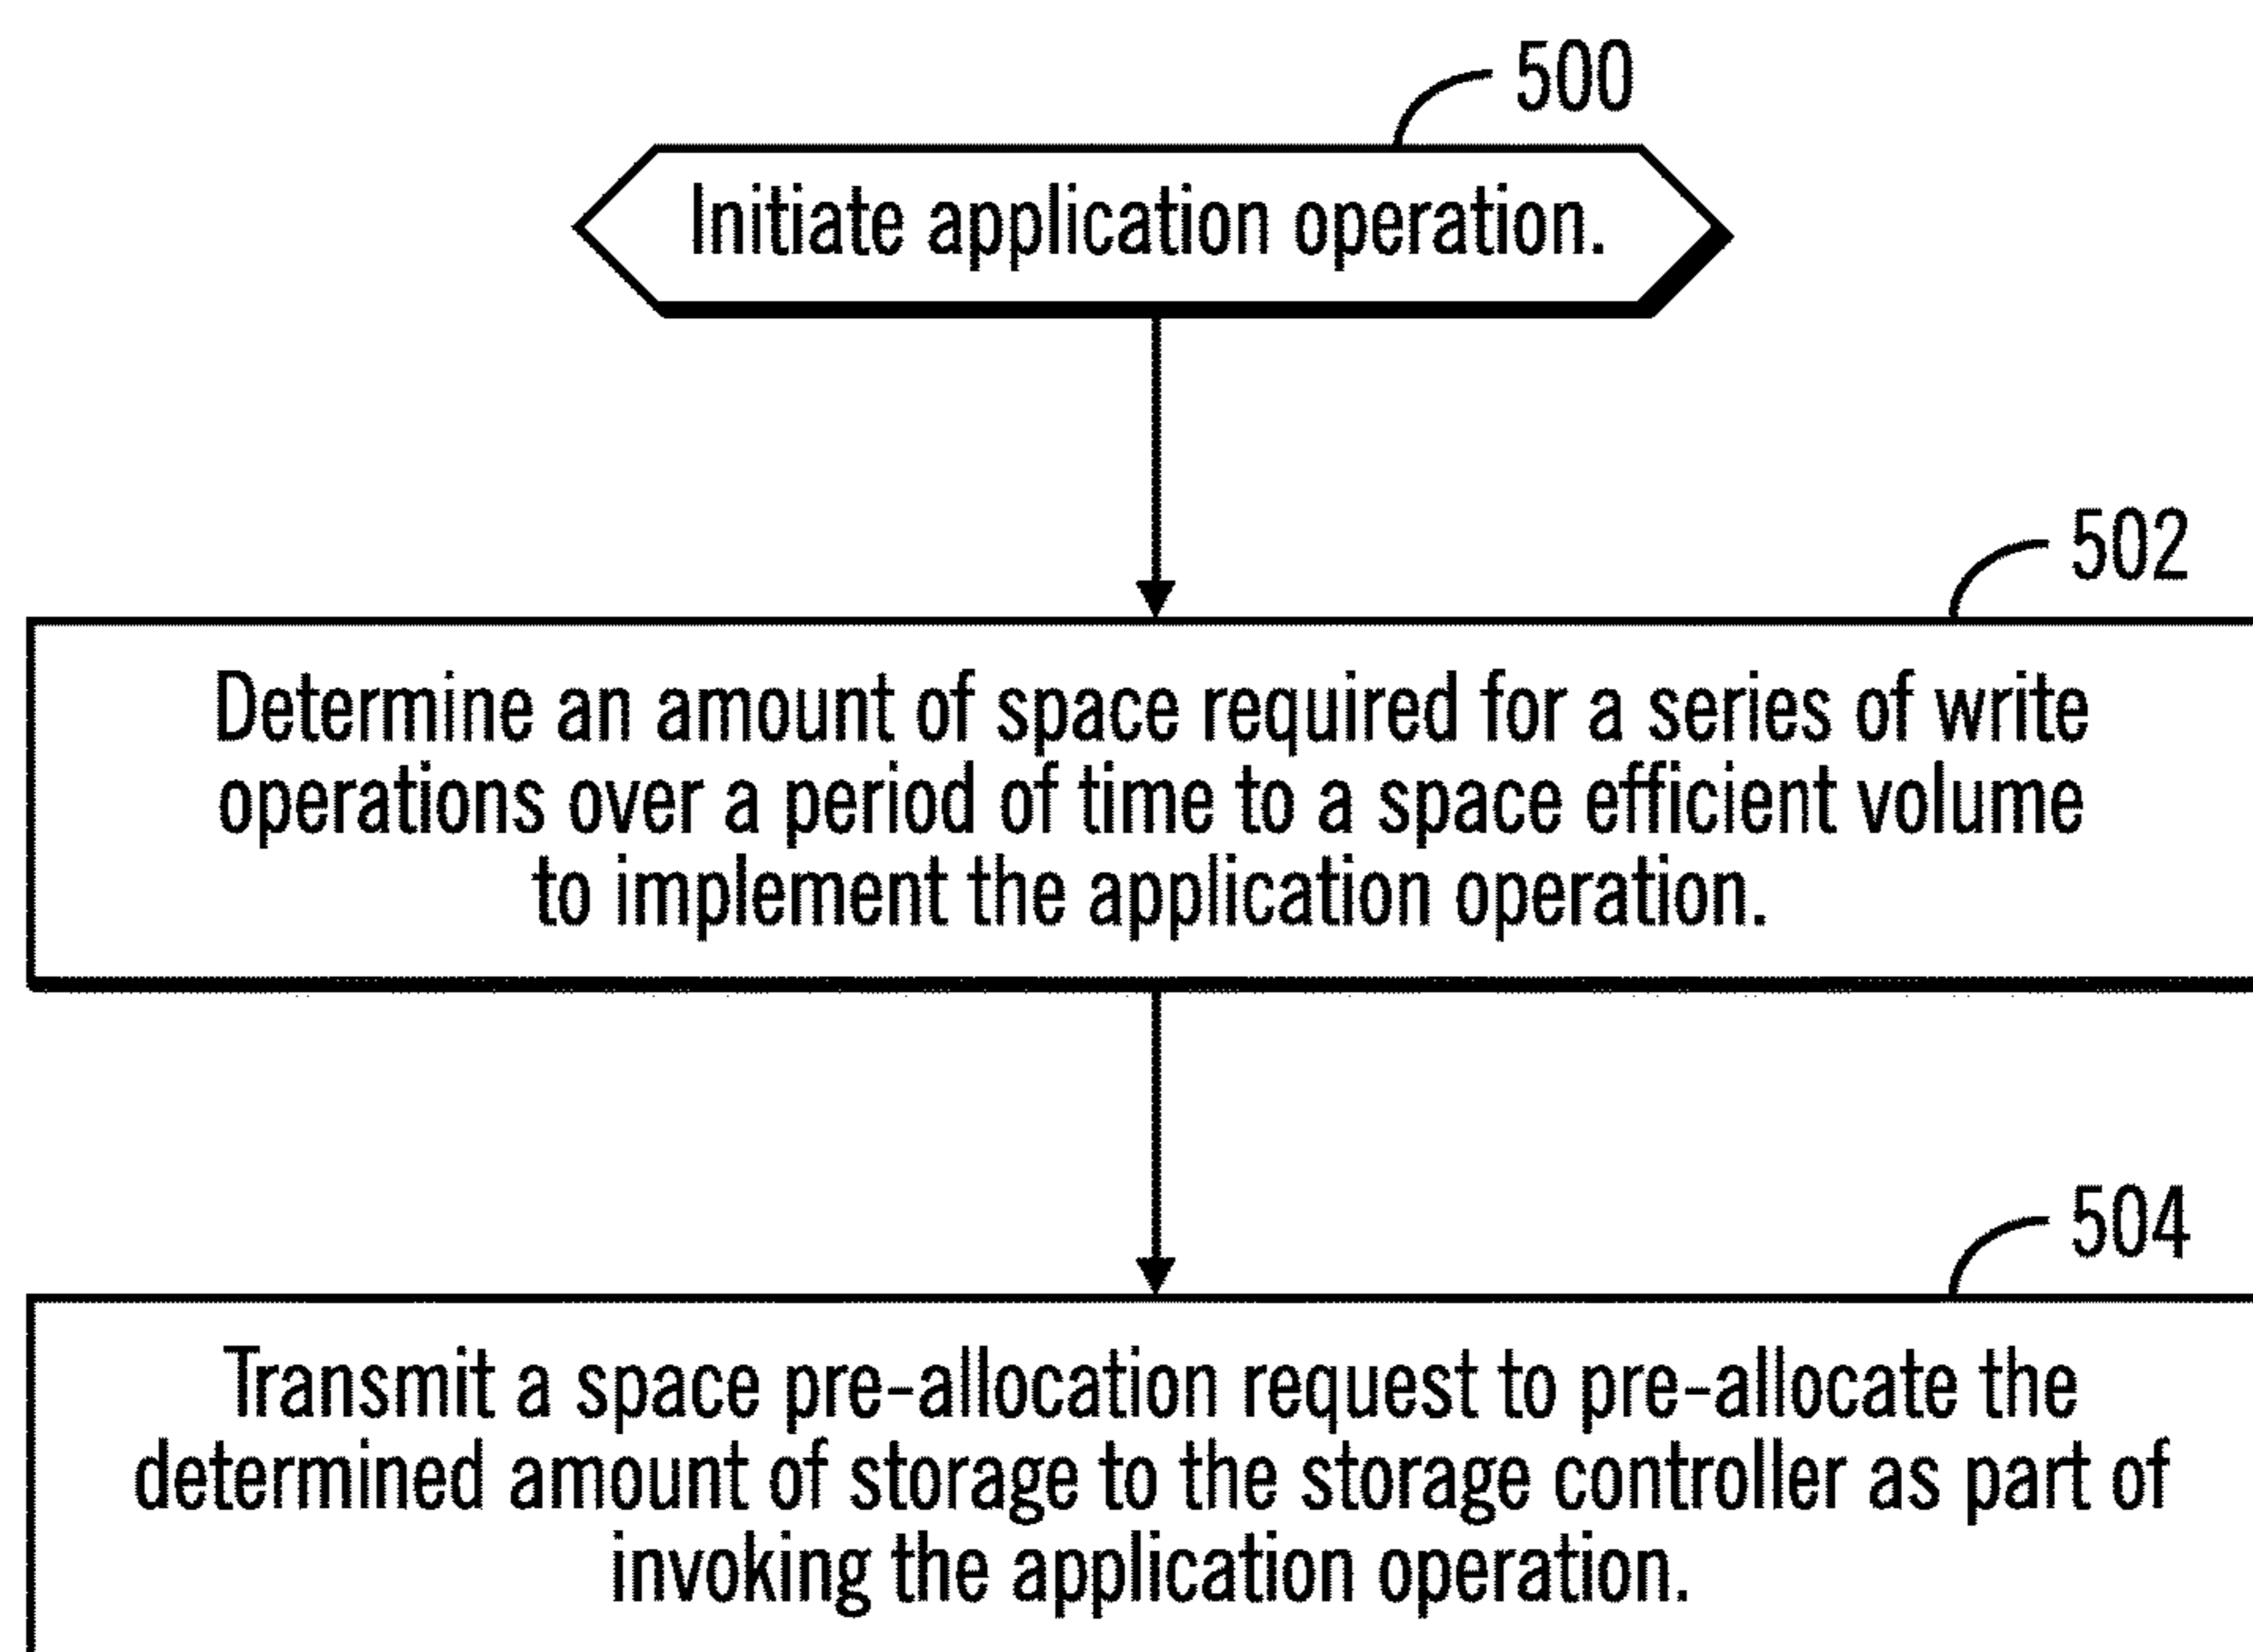 500
Initiate application operation.
502
Determine an amount of space required for a series of write
operations over a period of time to a space efficient volume
to implement the application operation.
504
Transmit a space pre-allocation request to pre-allocate the
determined amount of storage to the storage controller as part of
invoking the application operation.